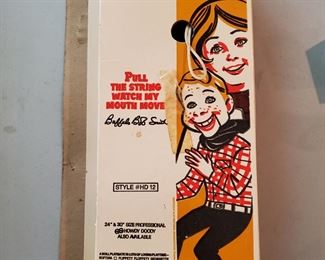 PULL
THE STRING
WATCH MY
MOUTH MOVE
Buffalo Bob Smith
STYLE #HD 12
24" & 30" SIZE PROFESSIONAL
HOWDY DOODY
ALSO AVAILABLE